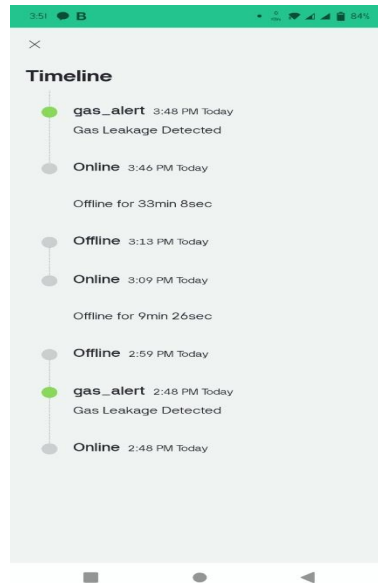 3:51 B 84%
Timeline
gas_alert 3:48 PM Today
Gas Leakage Detected
Online 3:46 PM Today
Offline for 33min 8sec
Offline 3:13 PM Today
Online 3:09 PM Today
Offline for 9min 26sec
Offline 2:59 PM Today
gas_alert 2:48 PM Today
Gas Leakage Detected
Online 2:48 PM Today